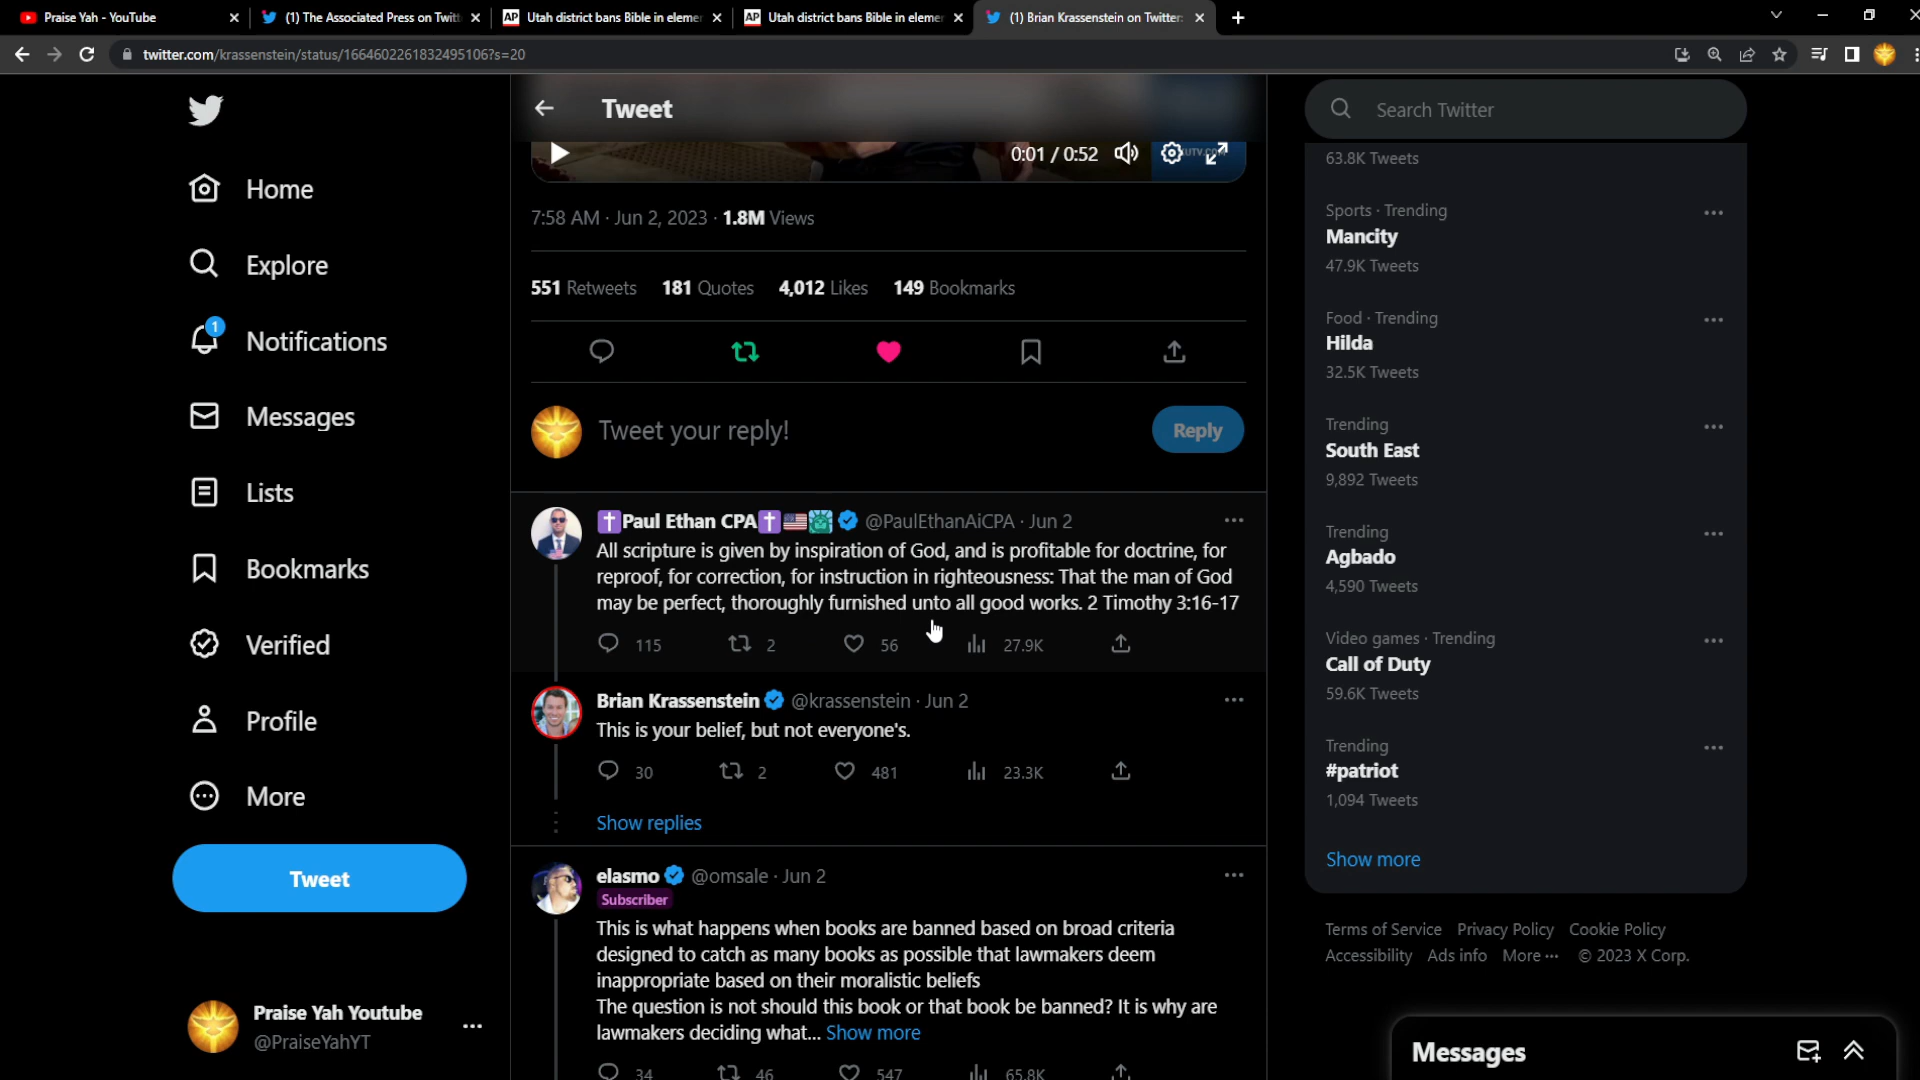 Praise Yah - YouTube
(1) The Associated Press on Twitt
Utah district bans Bible in elemen
Utah district bans Bible in elemen
(1) Brian Krassenstein on Twitter:
twitter.com/krassenstein/status/1664602261832495106?s=20
Home
Explore
1
Notifications
Messages
Lists
Bookmarks
Verified
Profile
More
Tweet
Praise Yah Youtube
@PraiseYahYT
Tweet
0:01 / 0:52
7:58 AM · Jun 2, 2023 · 1.8M Views
551 Retweets 181 Quotes 4,012 Likes 149 Bookmarks
Tweet your reply!
Reply
Paul Ethan CPA @PaulEthanAiCPA · Jun 2
All scripture is given by inspiration of God, and is profitable for doctrine, for
reproof, for correction, for instruction in righteousness: That the man of God
may be perfect, thoroughly furnished unto all good works. 2 Timothy 3:16-17
115 2 56 27.9K
Brian Krassenstein @krassenstein · Jun 2
This is your belief, but not everyone's.
30 2 481 23.3K
Show replies
elasmo @omsale · Jun 2
Subscriber
This is what happens when books are banned based on broad criteria
designed to catch as many books as possible that lawmakers deem
inappropriate based on their moralistic beliefs
The question is not should this book or that book be banned? It is why are
lawmakers deciding what... Show more
34 46 547 65.8K
Search Twitter
63.8K Tweets
Sports · Trending
Mancity
47.9K Tweets
Food · Trending
Hilda
32.5K Tweets
Trending
South East
9,892 Tweets
Trending
Agbado
4,590 Tweets
Video games · Trending
Call of Duty
59.6K Tweets
Trending
#patriot
1,094 Tweets
Show more
Terms of Service Privacy Policy Cookie Policy
Accessibility Ads info More ··· © 2023 X Corp.
Messages